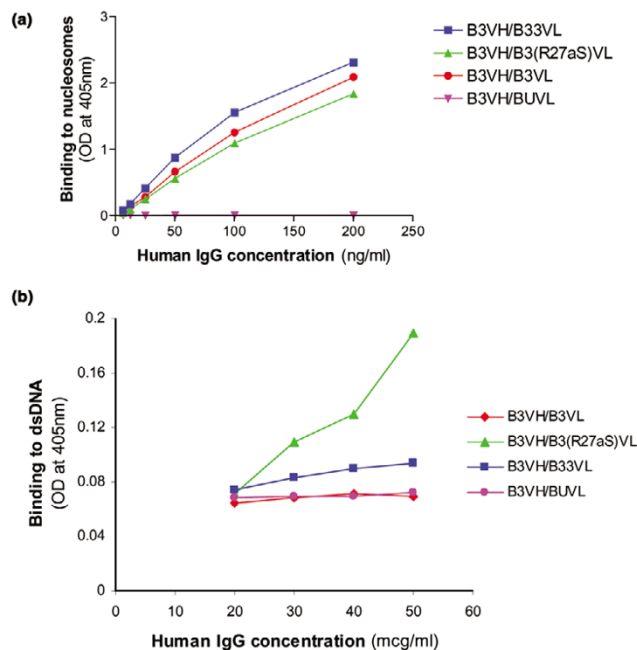 (a)
B3VH/B33VL
B3VH/B3(R27aS)VL
B3VH/B3VL
B3VH/BUVL
Binding to nucleosomes
(OD at 405nm)
2
1
0
0 50 100 150 200 250
Human IgG concentration (ng/ml)
(b)
Binding to dsDNA
(OD at 405nm)
0.2
0.16
0.12
0.08
0.04
0
0 10 20 30 40 50 60
B3VH/B3VL
B3VH/B3(R27aS)VL
B3VH/B33VL
B3VH/BUVL
Human IgG concentration (mcg/ml)